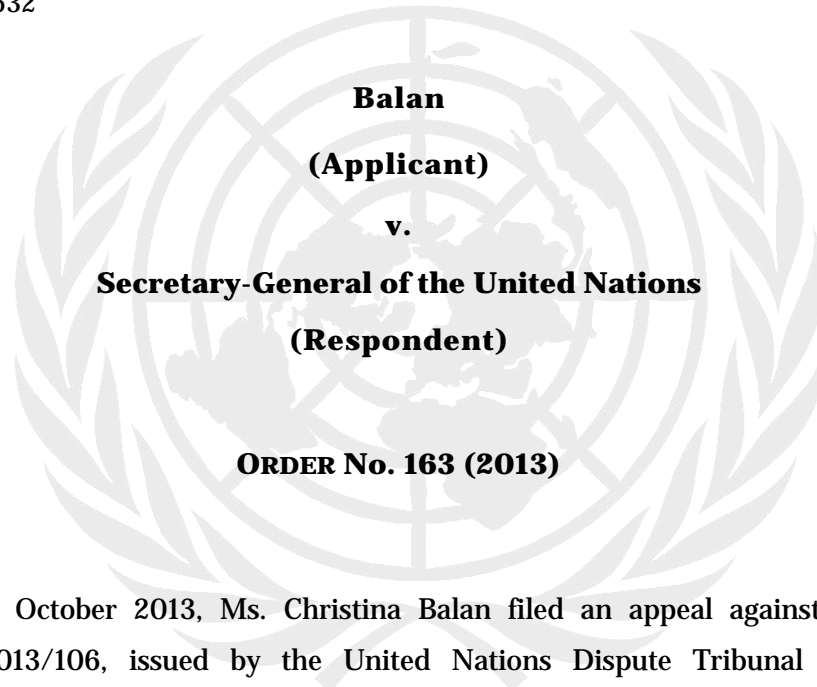 532
Balan
(Applicant)
v.
Secretary-General of the United Nations
(Respondent)
ORDER No. 163 (2013)
October 2013, Ms. Christina Balan filed an appeal against
013/106, issued by the United Nations Dispute Tribunal